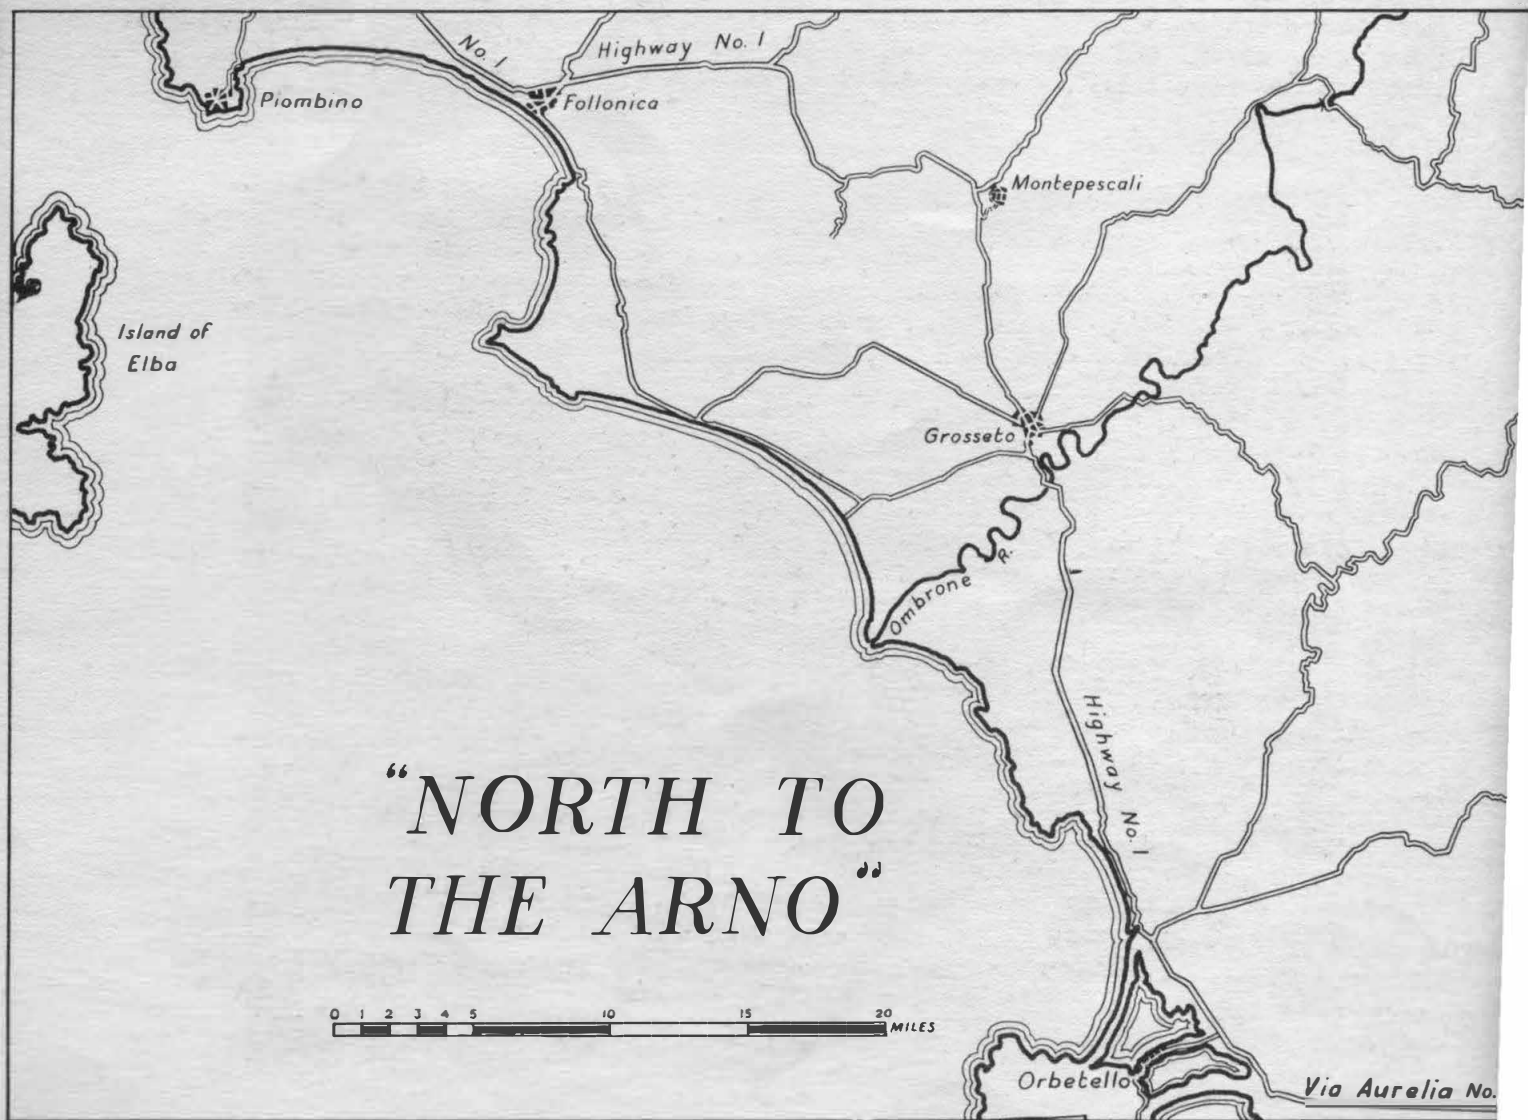 No. 1
Highway No. 1
Piombino
Follonica
Montepescali
Island of
Elba
Grosseto
Ombrone R.
Highway No. 1
"NORTH TO
THE ARNO"
0 1 2 3 4 5 10 15 20 MILES
Orbetello
Via Aurelia No.